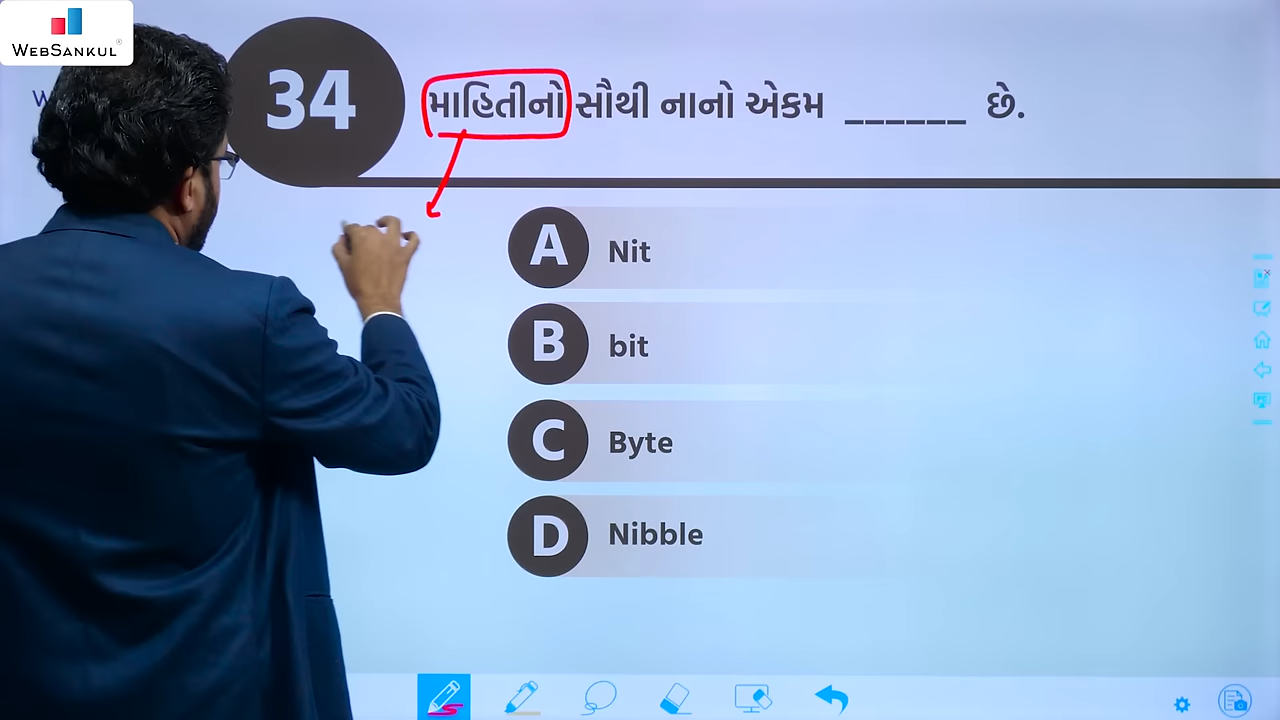 WEBSANKUL®
W
34
માહિતીનો સૌથી નાનો એકમ ______ છે.
A Nit
B bit
C Byte
D Nibble